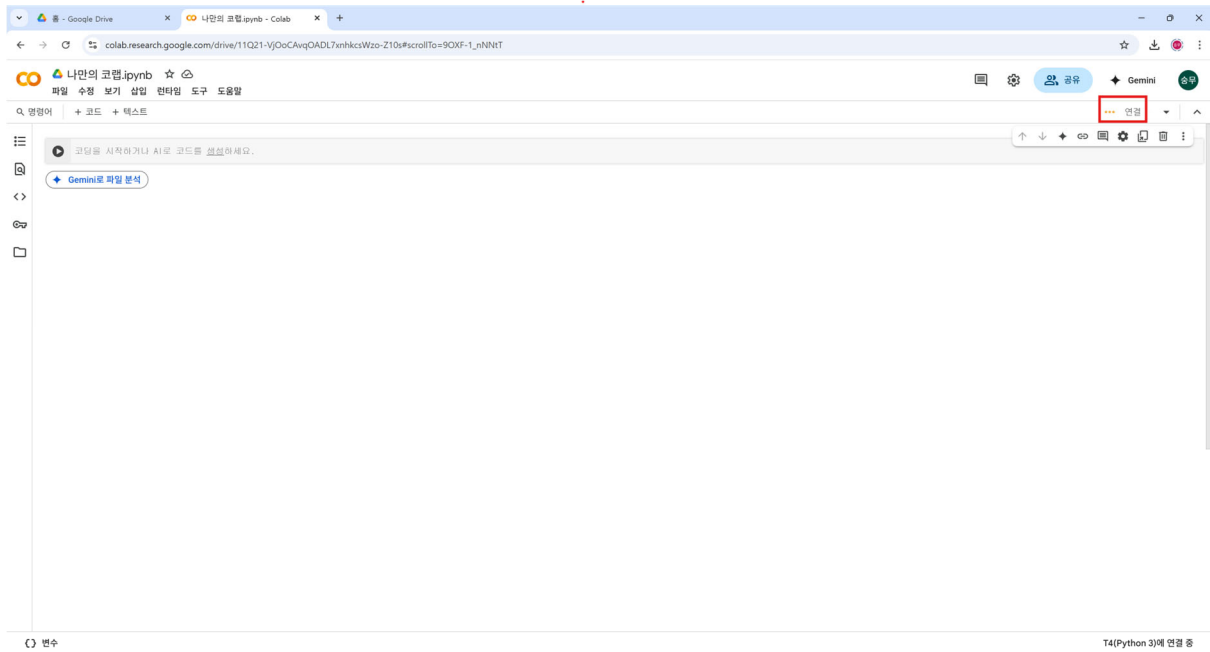 홈 - Google Drive
나만의 코랩.ipynb - Colab
colab.research.google.com/drive/11Q21-VjOoCAvqOADL7xnhkcsWzo-Z10s#scrollTo=9OXF-1_nNNtT
나만의 코랩.ipynb
파일 수정 보기 삽입 런타임 도구 도움말
공유
Gemini
승무
명령어 + 코드 + 텍스트
연결
코딩을 시작하거나 AI로 코드를 생성하세요.
Gemini로 파일 분석
변수
T4(Python 3)에 연결 중